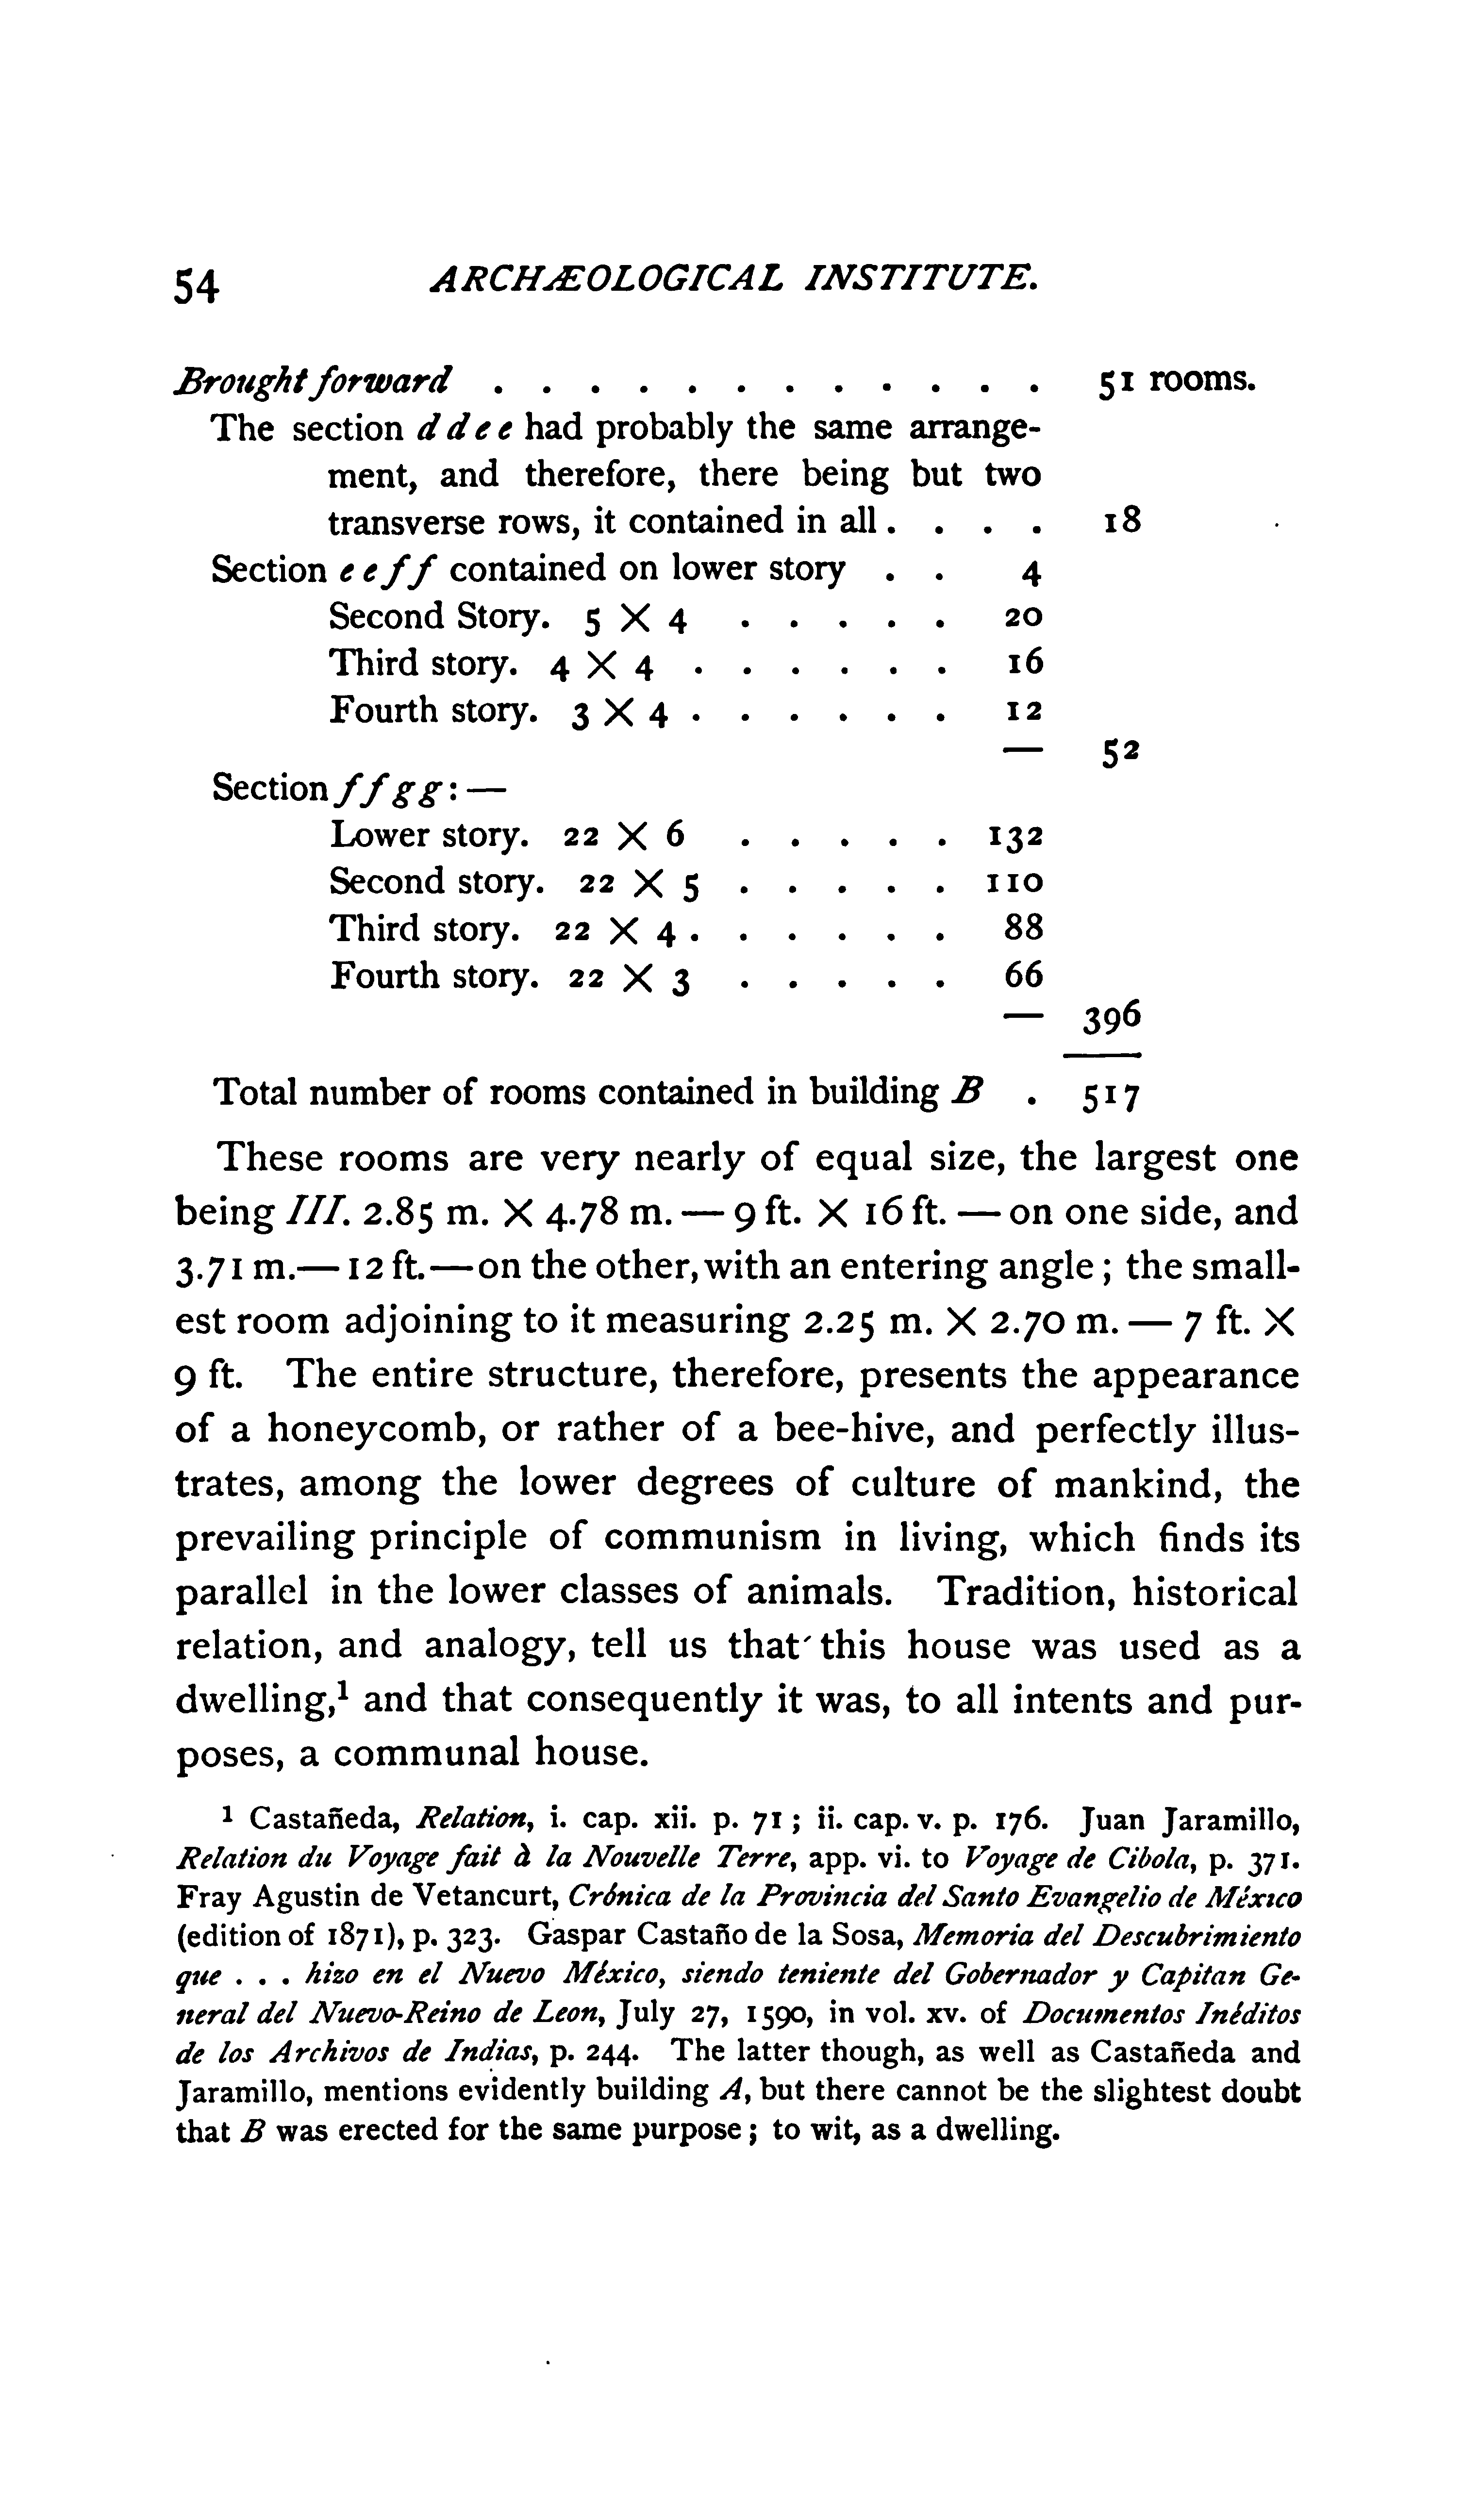 54 ARCHÆOLOGICAL INSTITUTE.
Brought forward . . . . . . . . . . . . 51 rooms.
The section d d e e had probably the same arrange-
ment, and therefore, there being but two
transverse rows, it contained in all . . . . 18
Section e e f f contained on lower story . . 4
Second Story. 5 X 4 . . . . . 20
Third story. 4 X 4 . . . . . . 16
Fourth story. 3 X 4 . . . . . . 12
— 52
Section f f g g : —
Lower story. 22 X 6 . . . . . 132
Second story. 22 X 5 . . . . . 110
Third story. 22 X 4 . . . . . . 88
Fourth story. 22 X 3 . . . . . 66
— 396
Total number of rooms contained in building B . 517
These rooms are very nearly of equal size, the largest one
being III. 2.85 m. X 4.78 m. — 9 ft. X 16 ft. — on one side, and
3.71 m.— 12 ft.—on the other, with an entering angle ; the small-
est room adjoining to it measuring 2.25 m. X 2.70 m. — 7 ft. X
9 ft. The entire structure, therefore, presents the appearance
of a honeycomb, or rather of a bee-hive, and perfectly illus-
trates, among the lower degrees of culture of mankind, the
prevailing principle of communism in living, which finds its
parallel in the lower classes of animals. Tradition, historical
relation, and analogy, tell us that this house was used as a
dwelling,¹ and that consequently it was, to all intents and pur-
poses, a communal house.
¹ Castañeda, Relation, i. cap. xii. p. 71 ; ii. cap. v. p. 176. Juan Jaramillo,
Relation du Voyage fait à la Nouvelle Terre, app. vi. to Voyage de Cibola, p. 371.
Fray Agustin de Vetancurt, Crónica de la Provincia del Santo Evangelio de México
(edition of 1871), p. 323. Gaspar Castaño de la Sosa, Memoria del Descubrimiento
que . . . hizo en el Nuevo México, siendo teniente del Gobernador y Capitan Ge-
neral del Nuevo-Reino de Leon, July 27, 1590, in vol. xv. of Documentos Inéditos
de los Archivos de Indias, p. 244. The latter though, as well as Castañeda and
Jaramillo, mentions evidently building A, but there cannot be the slightest doubt
that B was erected for the same purpose ; to wit, as a dwelling.